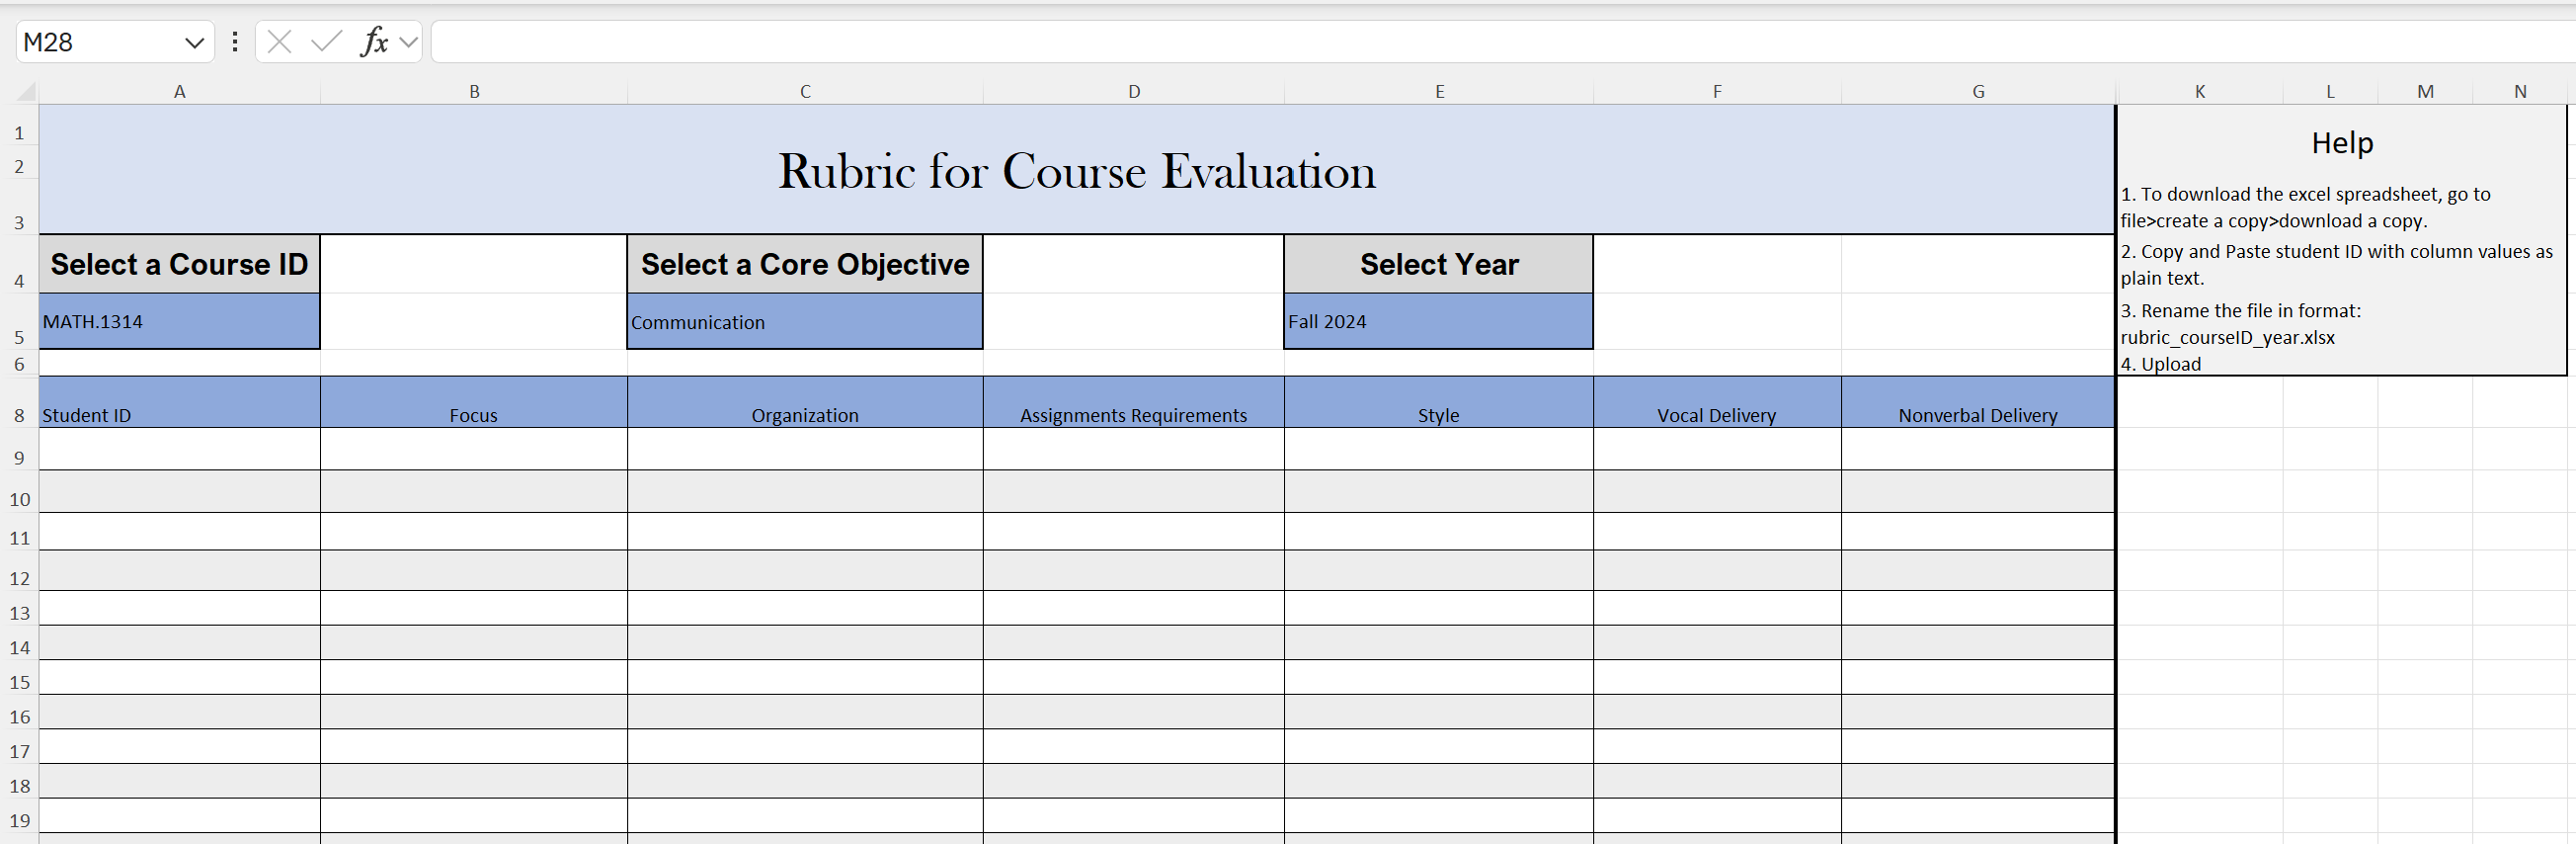 M28
fx
A B C D E F G K L M N
1
2
3
Rubric for Course Evaluation
Help
1. To download the excel spreadsheet, go to
file>create a copy>download a copy.
2. Copy and Paste student ID with column values as
plain text.
3. Rename the file in format:
rubric_courseID_year.xlsx
4. Upload
4 Select a Course ID Select a Core Objective Select Year
5 MATH.1314 Communication Fall 2024
6
8 Student ID Focus Organization Assignments Requirements Style Vocal Delivery Nonverbal Delivery
9
10
11
12
13
14
15
16
17
18
19